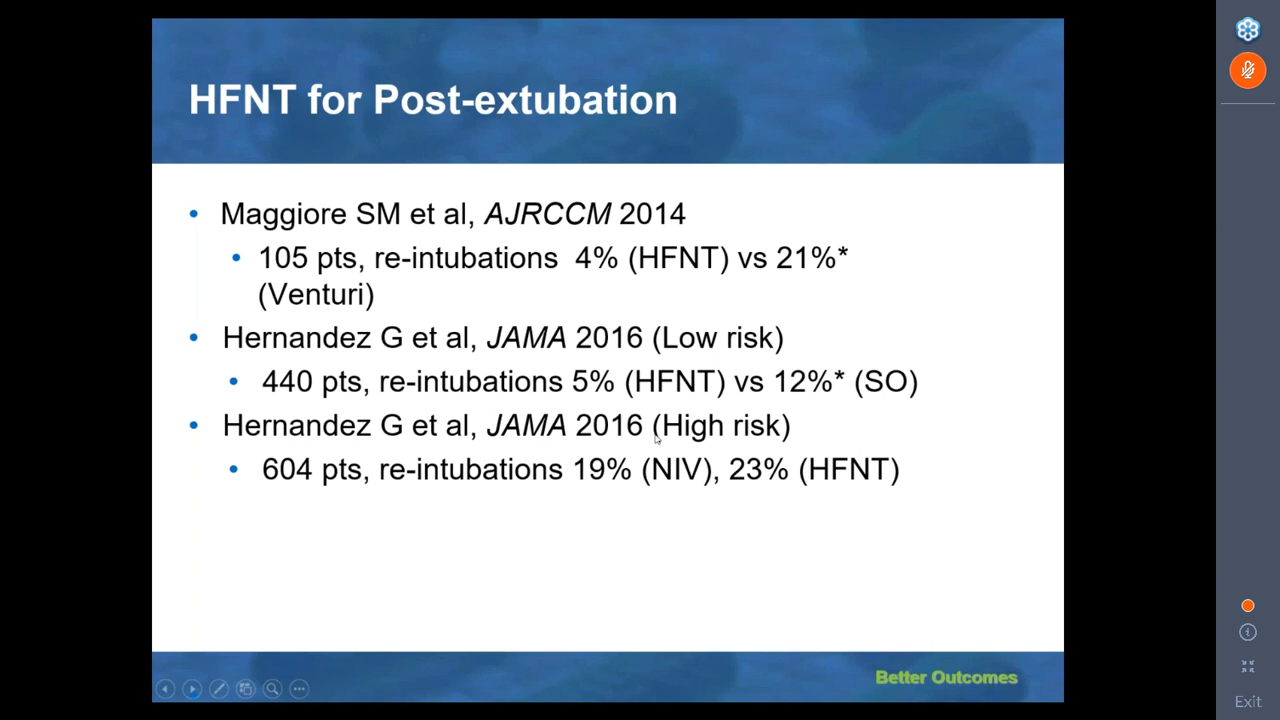 HFNT for Post-extubation
• Maggiore SM et al, AJRCCM 2014
• 105 pts, re-intubations 4% (HFNT) vs 21%*
(Venturi)
• Hernandez G et al, JAMA 2016 (Low risk)
• 440 pts, re-intubations 5% (HFNT) vs 12%* (SO)
• Hernandez G et al, JAMA 2016 (High risk)
• 604 pts, re-intubations 19% (NIV), 23% (HFNT)
Better Outcomes
Exit